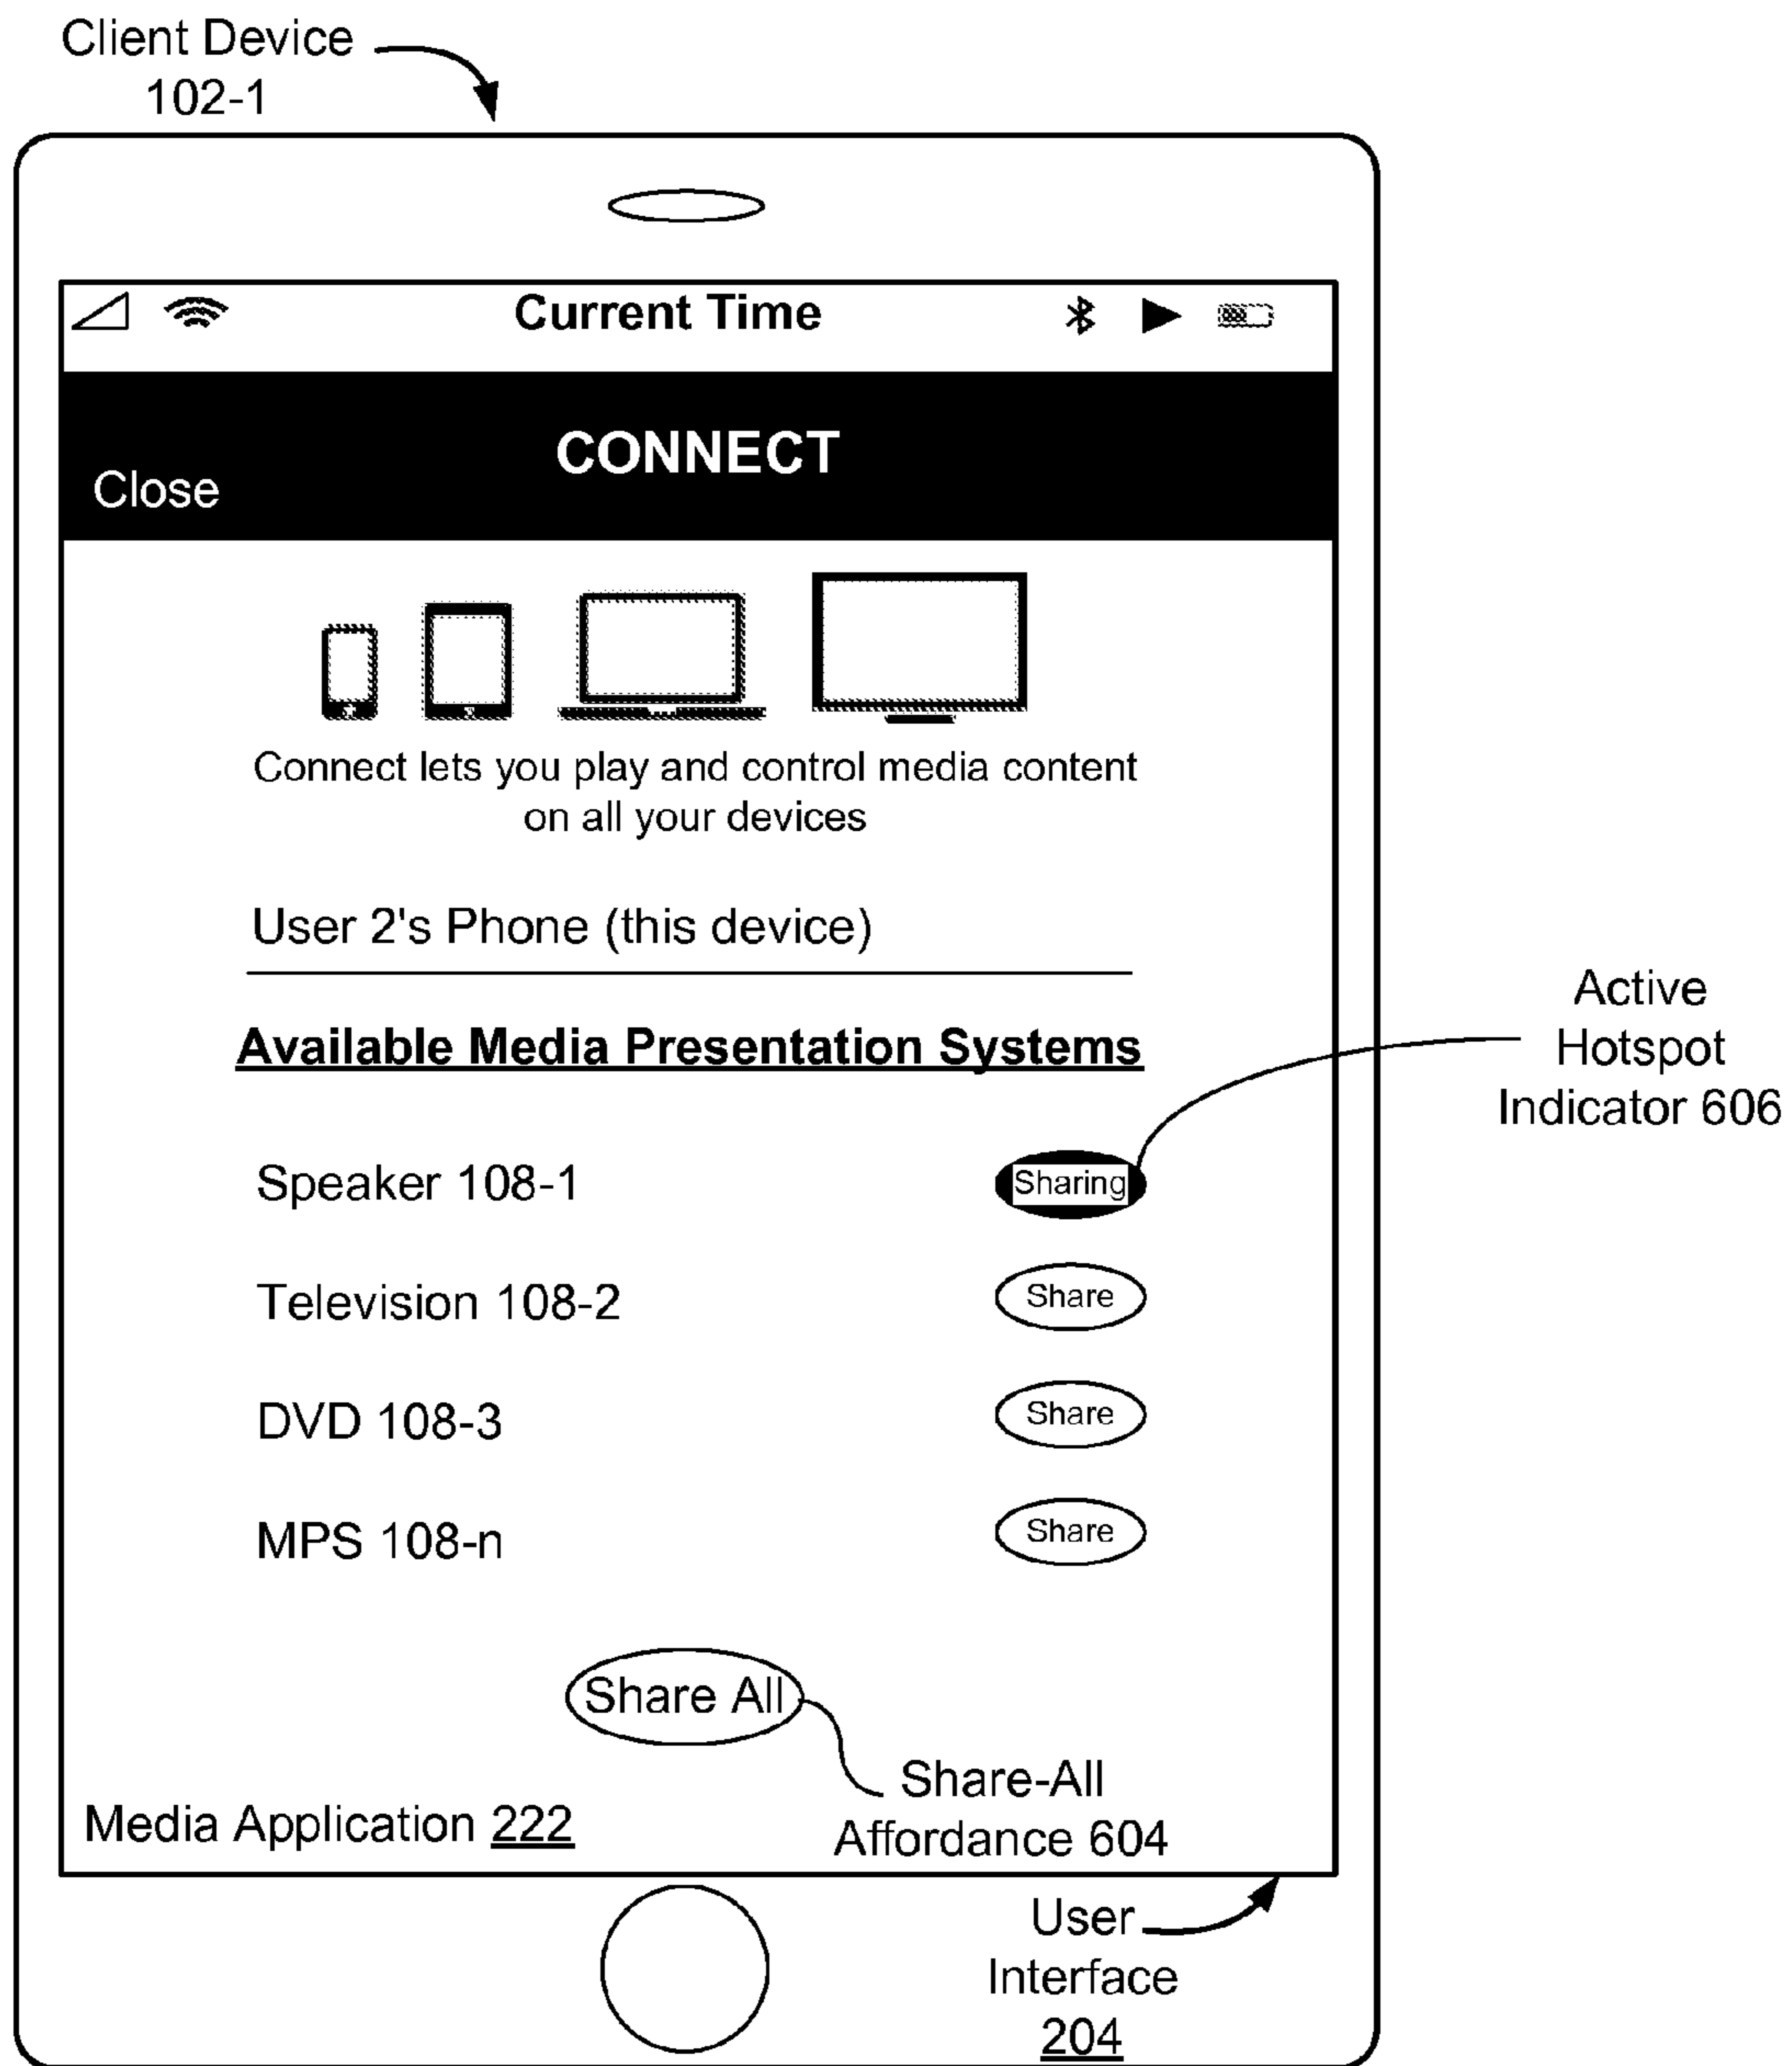 Client Device
102-1
Current Time
CONNECT
Close
Connect lets you play and control media content
on all your devices
User 2's Phone (this device)
Available Media Presentation Systems
Active
Hotspot
Indicator 606
Speaker 108-1
Sharing
Television 108-2
Share
DVD 108-3
Share
MPS 108-n
Share
Share All
Share-All
Affordance 604
Media Application 222
User
Interface
204